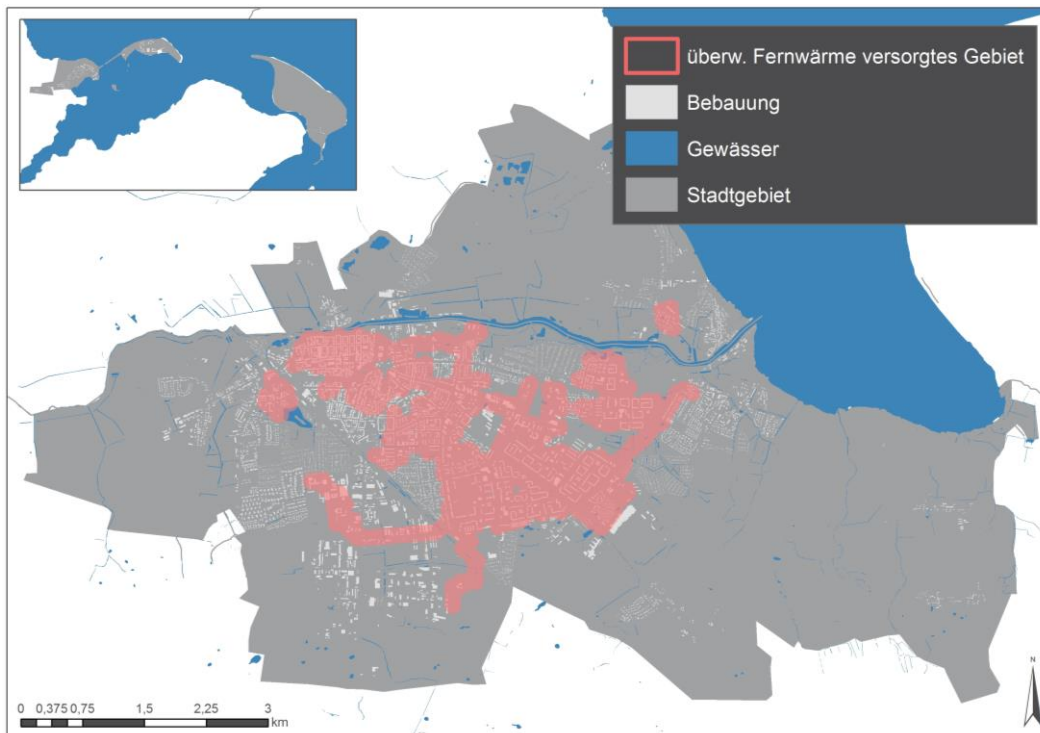 überw. Fernwärme versorgtes Gebiet
Bebauung
Gewässer
Stadtgebiet
N
0 0,375 0,75 1,5 2,25 3
km